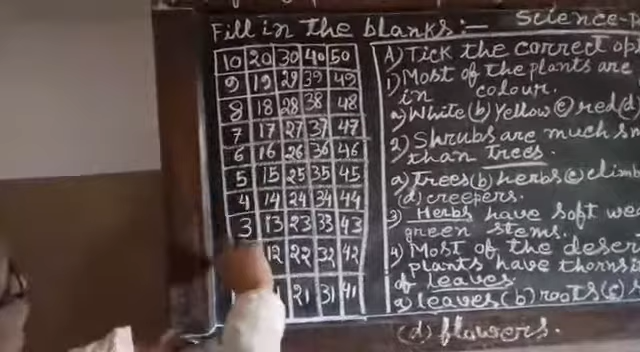 Fill in the blanks:-
10 20 30 40 50
9 19 29 39 49
8 18 28 38 48
7 17 27 37 47
6 16 26 36 46
5 15 25 35 45
4 14 24 34 44
3 13 23 33 43
12 22 32 42
21 31 41
Science-
A) Tick the correct
1) Most of the plants are
in colour.
a) White (b) Yellow (c) red (d)
2) Shrubs are much
than trees.
a) Trees (b) herbs (c) climb
(d) creepers.
3) Herbs have soft
green stems.
4) Most of the deser
plants have thorns
of leaves
a) leaves (b) roots (c) s
(d) flowers.